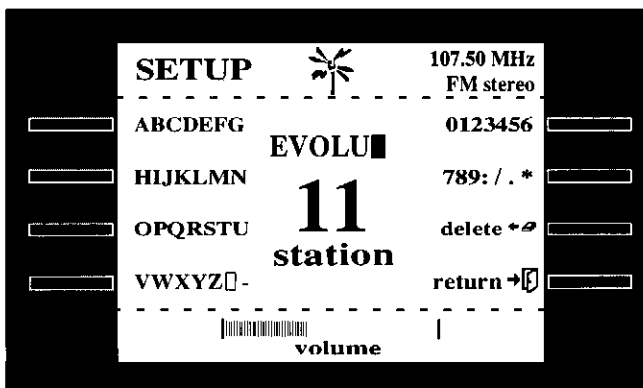 SETUP
107.50 MHz
FM stereo
ABCDEFG
EVOLU
0123456
HIJKLMN
789: / . *
11
OPQRSTU
delete
station
VWXYZ▯-
return
volume